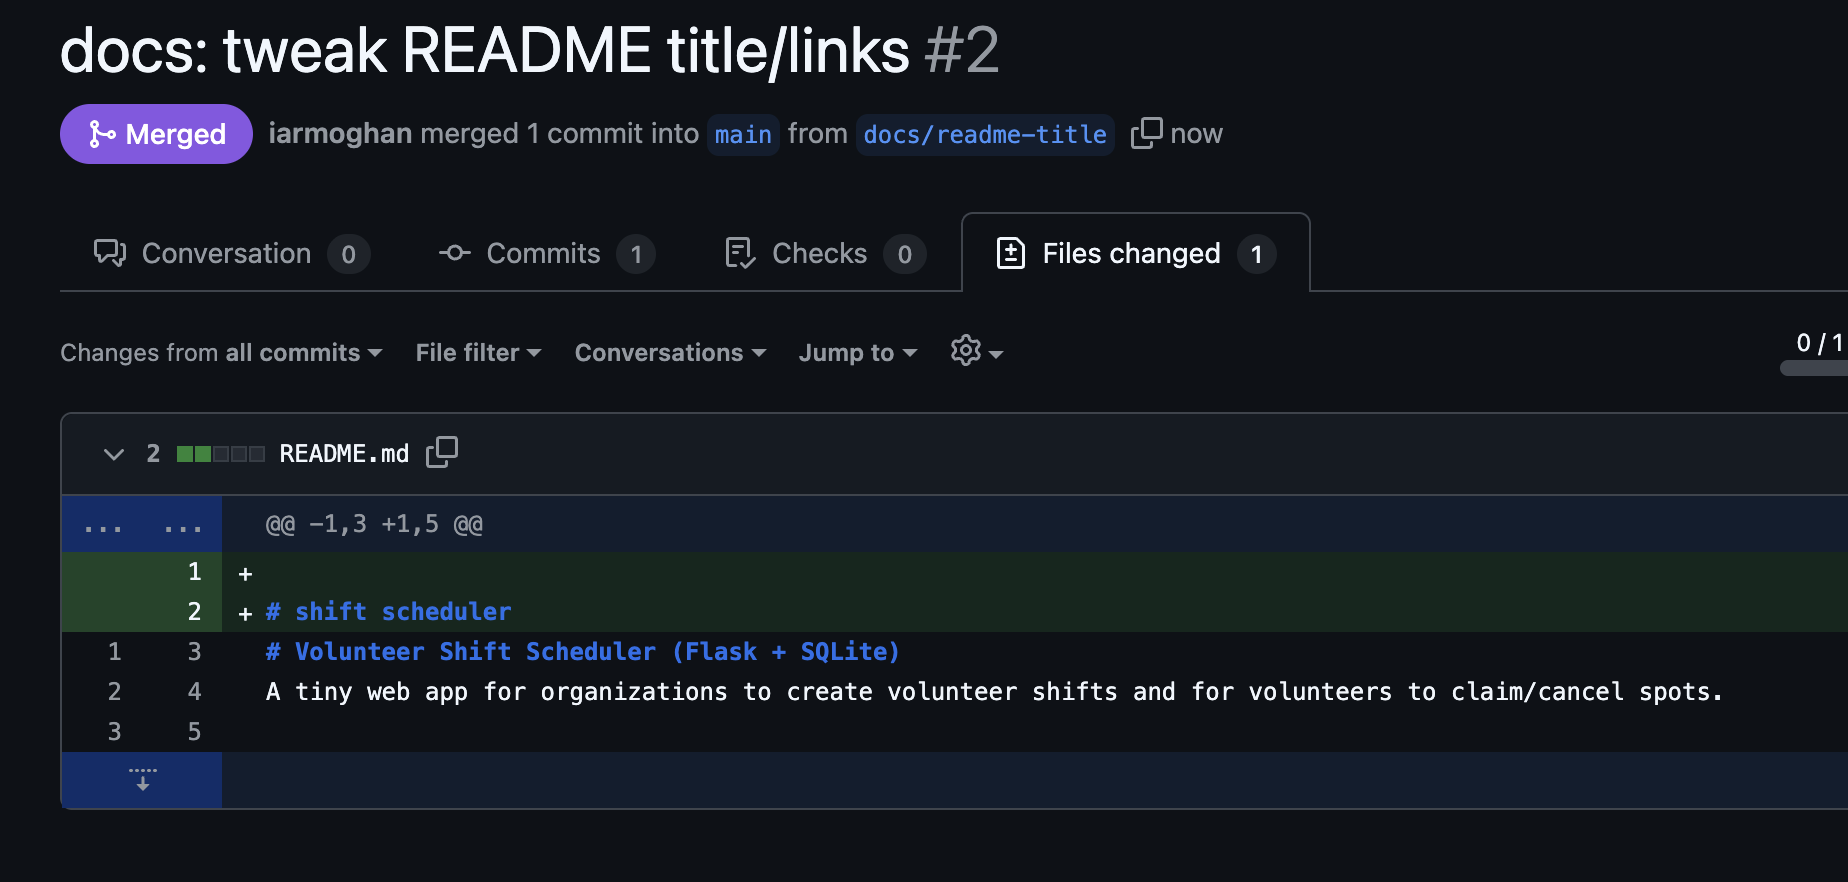 docs: tweak README title/links #2
Merged iarmoghan merged 1 commit into main from docs/readme-title now
Conversation 0 Commits 1 Checks 0 Files changed 1
Changes from all commits File filter Conversations Jump to 0 / 1
2 README.md
... ... @@ -1,3 +1,5 @@
1 +
2 + # shift scheduler
1 3 # Volunteer Shift Scheduler (Flask + SQLite)
2 4 A tiny web app for organizations to create volunteer shifts and for volunteers to claim/cancel spots.
3 5